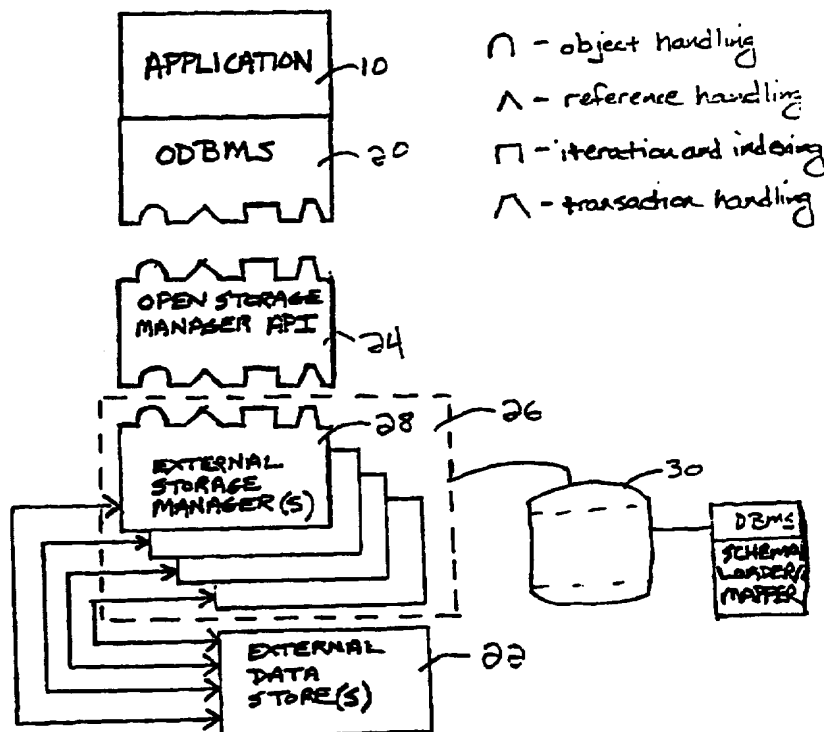 APPLICATION
10
ODBMS
20
∩ - object handling
∧ - reference handling
⊓ - iteration and indexing
/‾\ - transaction handling
OPEN STORAGE
MANAGER API
24
26
28
EXTERNAL
STORAGE
MANAGER(S)
30
DBMS
SCHEMA
LOADER/
MAPPER
EXTERNAL
DATA
STORE(S)
22